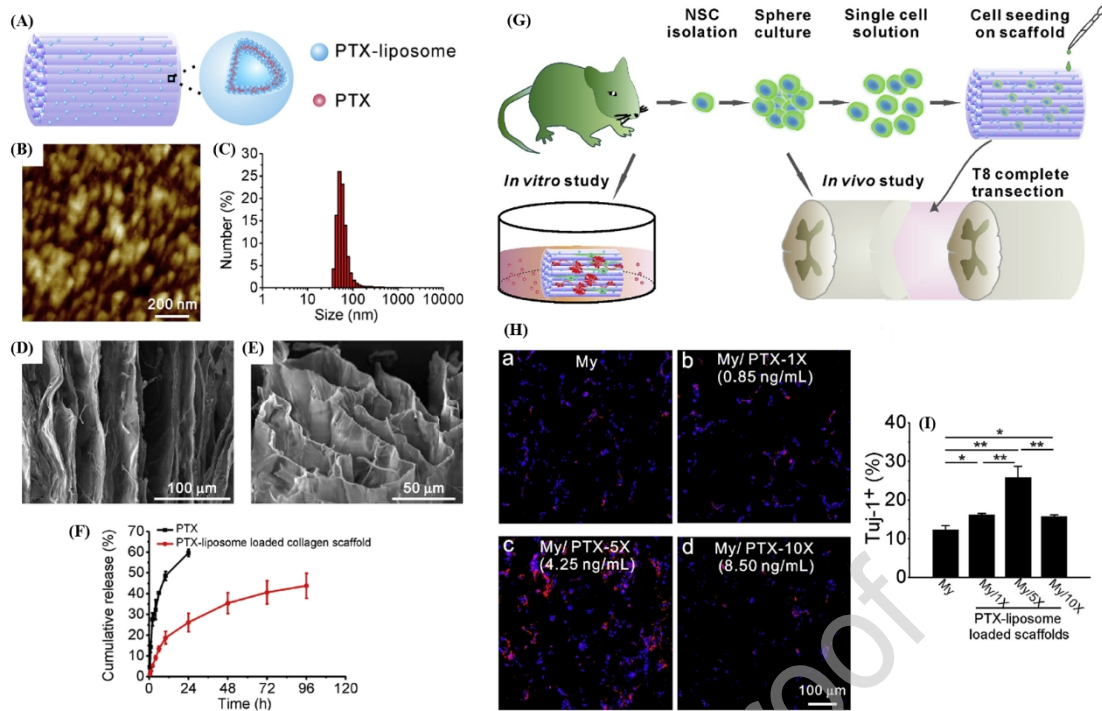 (A)
PTX-liposome
PTX
(B)
200 nm
(C)
Number (%)
30
25
20
15
10
5
0
1 10 100 1000 10000
Size (nm)
(D)
100 μm
(E)
50 μm
(F)
PTX
PTX-liposome loaded collagen scaffold
Cumulative release (%)
70
60
50
40
30
20
10
0
0 24 48 72 96 120
Time (h)
(G)
NSC
isolation
Sphere
culture
Single cell
solution
Cell seeding
on scaffold
In vitro study
In vivo study
T8 complete
transection
(H)
a
My
b
My/ PTX-1X
(0.85 ng/mL)
c
My/ PTX-5X
(4.25 ng/mL)
d
My/ PTX-10X
(8.50 ng/mL)
100 μm
(I)
Tuj-1+ (%)
40
30
20
10
0
*
**
**
*
**
My
My/1X
My/5X
My/10X
PTX-liposome
loaded scaffolds
roof